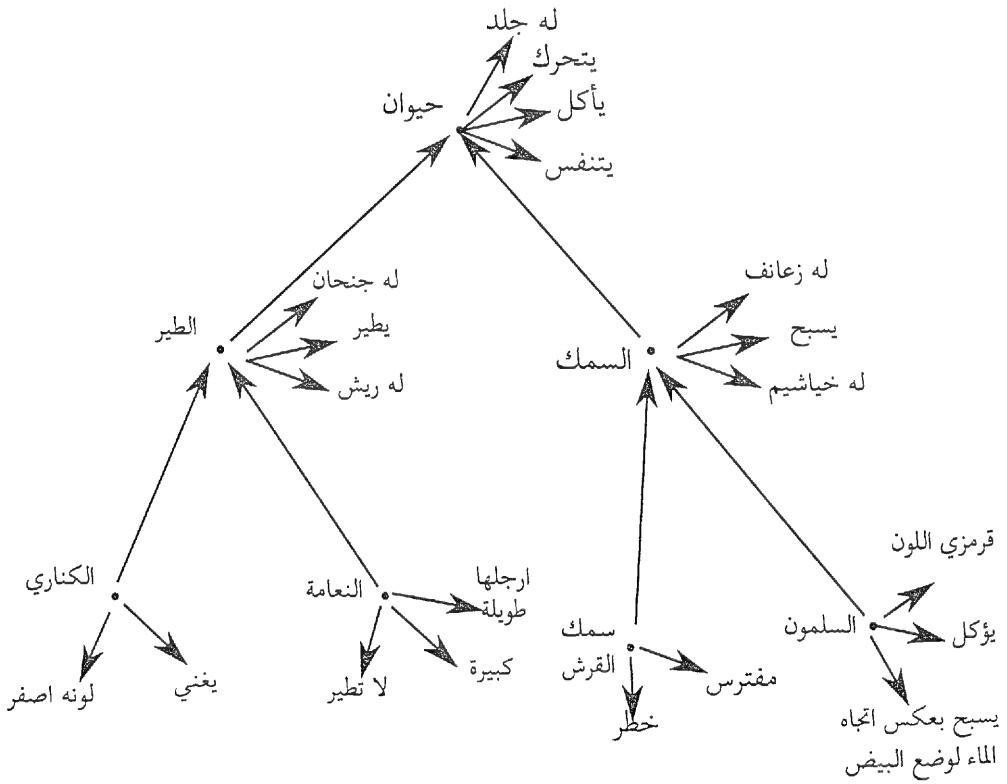 له جلد
يتحرك
حيوان
يأكل
يتنفس
له جنحان
الطير
يطير
له ريش
له زعانف
يسبح
السمك
له خياشيم
الكناري
يغني
لونه اصفر
النعامة
ارجلها
طويلة
كبيرة
لا تطير
سمك
القرش
مفترس
خطر
قرمزي اللون
السلمون
يؤكل
يسبح بعكس اتجاه
الماء لوضع البيض